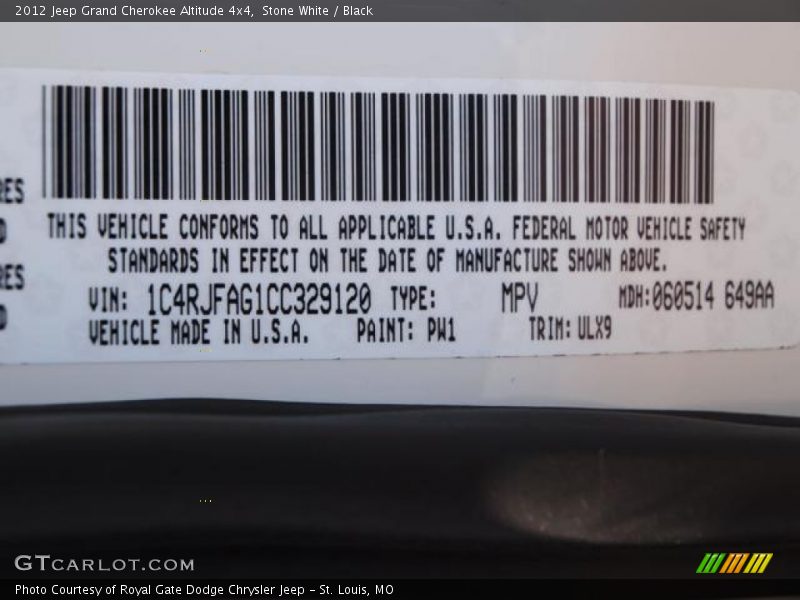 2012 Jeep Grand Cherokee Altitude 4x4, Stone White / Black
RES
THIS VEHICLE CONFORMS TO ALL APPLICABLE U.S.A. FEDERAL MOTOR VEHICLE SAFETY
STANDARDS IN EFFECT ON THE DATE OF MANUFACTURE SHOWN ABOVE.
RES
VIN: 1C4RJFAG1CC329120 TYPE: MPV MDH:060514 649AA
VEHICLE MADE IN U.S.A. PAINT: PW1 TRIM: ULX9
GTCARLOT.COM
Photo Courtesy of Royal Gate Dodge Chrysler Jeep – St. Louis, MO